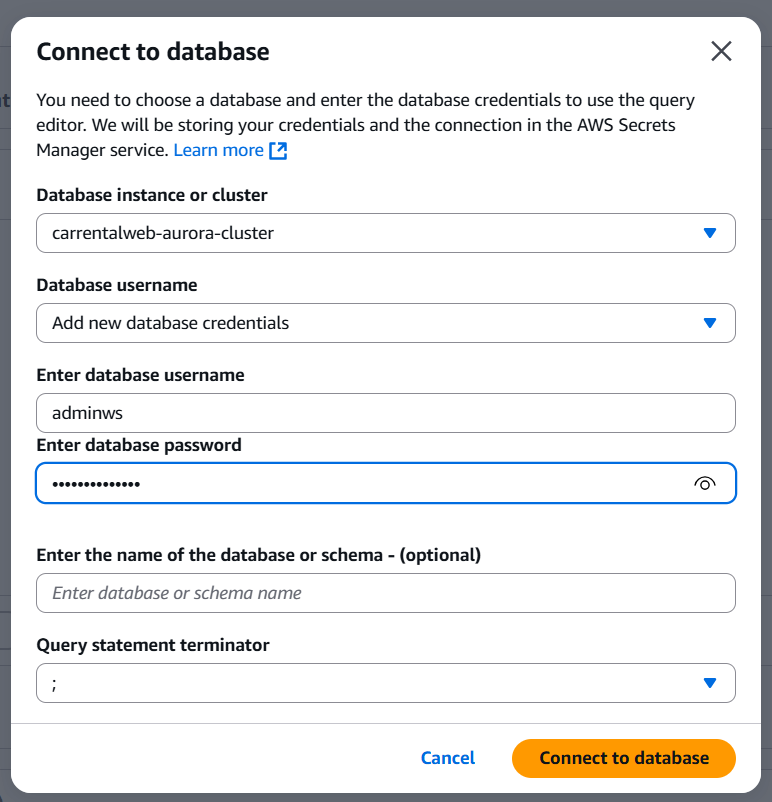 Connect to database
You need to choose a database and enter the database credentials to use the query
editor. We will be storing your credentials and the connection in the AWS Secrets
Manager service. Learn more
Database instance or cluster
carrentalweb-aurora-cluster
Database username
Add new database credentials
Enter database username
adminws
Enter database password
••••••••••••••
Enter the name of the database or schema - (optional)
Enter database or schema name
Query statement terminator
;
Cancel
Connect to database